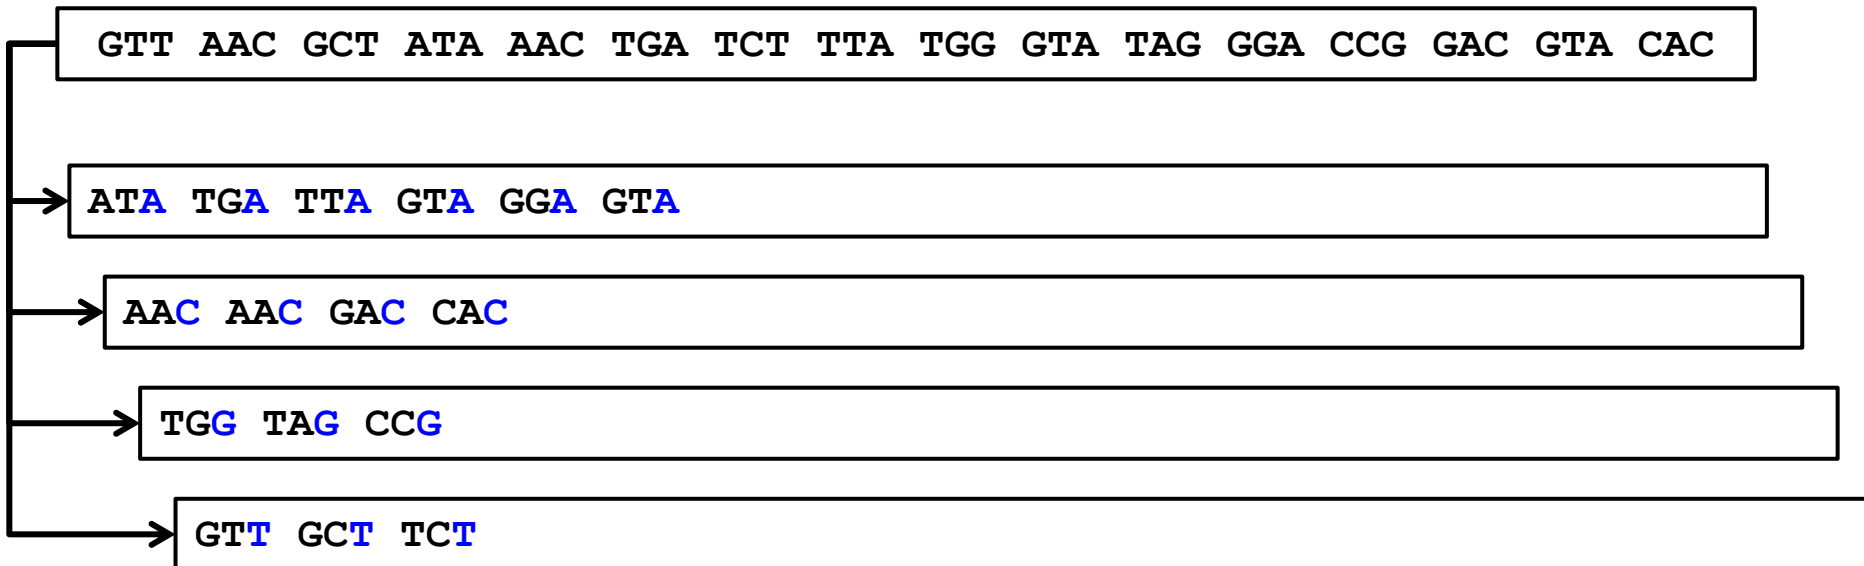 GTT AAC GCT ATA AAC TGA TCT TTA TGG GTA TAG GGA CCG GAC GTA CAC
ATA TGA TTA GTA GGA GTA
AAC AAC GAC CAC
TGG TAG CCG
GTT GCT TCT